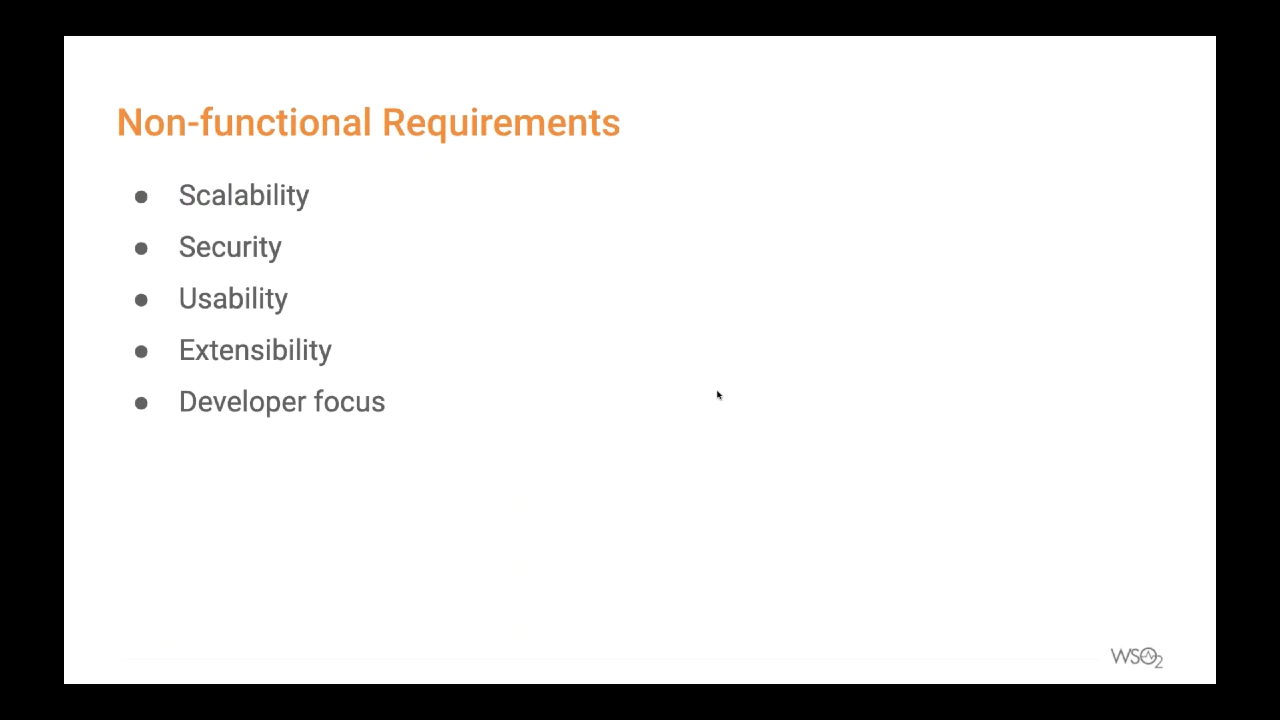 Non-functional Requirements
● Scalability
● Security
● Usability
● Extensibility
● Developer focus
WSO2